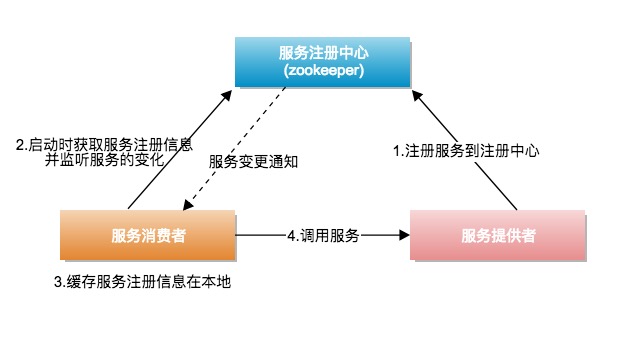 服务注册中心
(zookeeper)
2.启动时获取服务注册信息
并监听服务的变化
服务变更通知
1.注册服务到注册中心
服务消费者
4.调用服务
服务提供者
3.缓存服务注册信息在本地